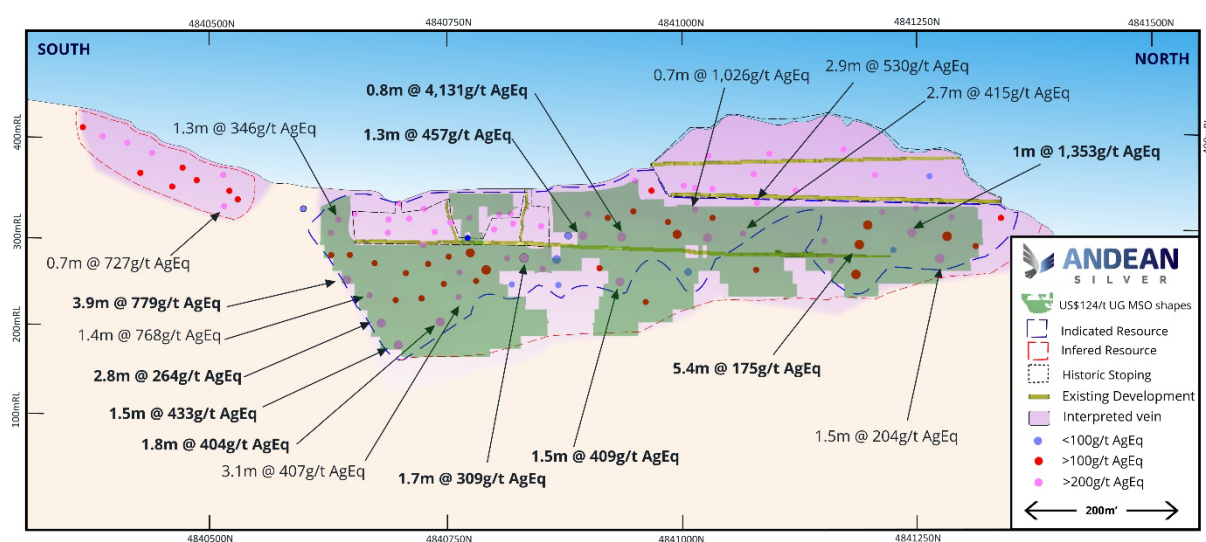 4840500N
4840750N
4841000N
4841250N
4841500N
SOUTH
NORTH
0.7m @ 1,026g/t AgEq
2.9m @ 530g/t AgEq
0.8m @ 4,131g/t AgEq
2.7m @ 415g/t AgEq
1.3m @ 346g/t AgEq
1.3m @ 457g/t AgEq
1m @ 1,353g/t AgEq
400mRL
300mRL
200mRL
100mRL
0.7m @ 727g/t AgEq
3.9m @ 779g/t AgEq
1.4m @ 768g/t AgEq
2.8m @ 264g/t AgEq
1.5m @ 433g/t AgEq
1.8m @ 404g/t AgEq
3.1m @ 407g/t AgEq
1.7m @ 309g/t AgEq
1.5m @ 409g/t AgEq
5.4m @ 175g/t AgEq
1.5m @ 204g/t AgEq
ANDEAN
SILVER
US$124/t UG MSO shapes
Indicated Resource
Infered Resource
Historic Stoping
Existing Development
Interpreted vein
<100g/t AgEq
>100g/t AgEq
>200g/t AgEq
200m'
4840500N
4840750N
4841000N
4841250N